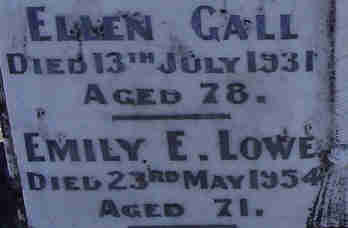 ELLEN GALL
DIED 13TH JULY 1931
AGED 78.
EMILY E. LOWE
DIED 23RD MAY 1954
AGED 71.